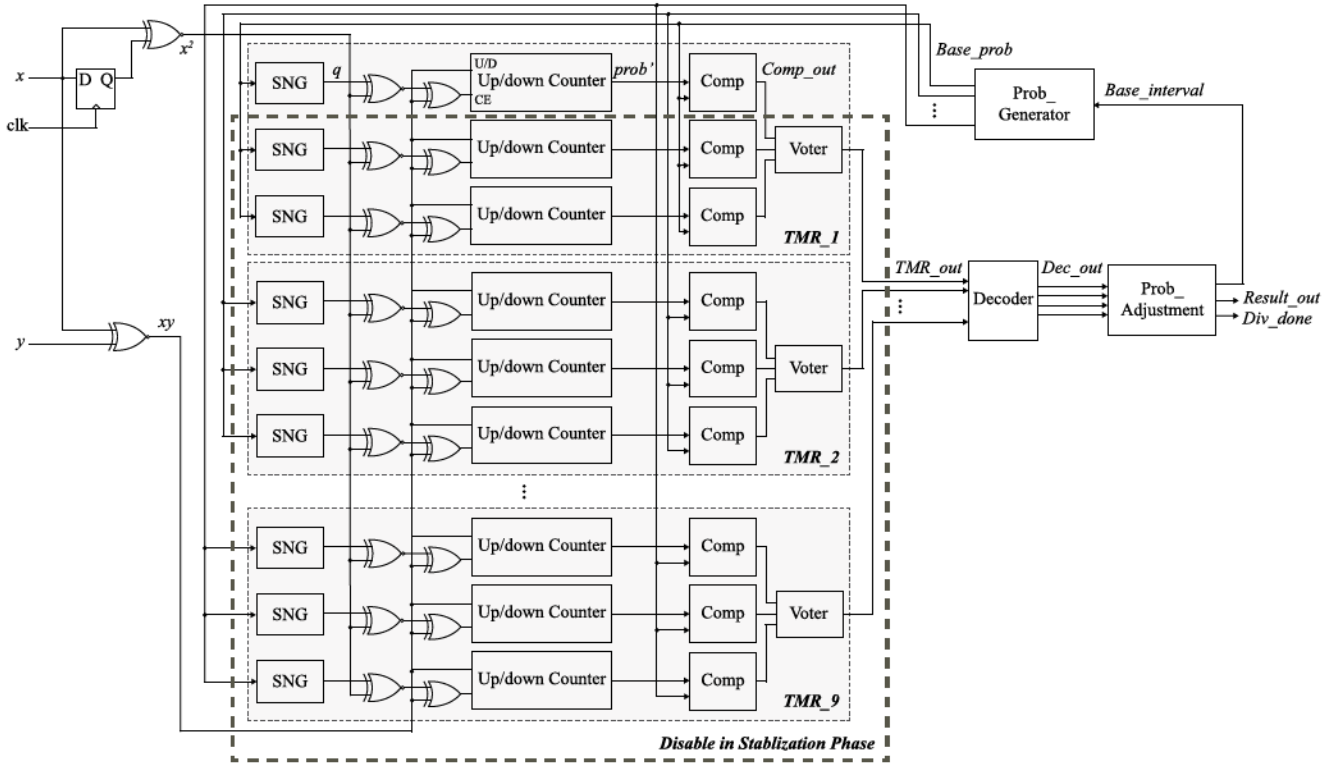 x
D Q
clk
x²
y
xy
SNG
q
U/D
Up/down Counter
CE
prob’
Comp
Comp_out
SNG
Up/down Counter
Comp
Voter
SNG
Up/down Counter
Comp
TMR_1
SNG
Up/down Counter
Comp
SNG
Up/down Counter
Comp
Voter
SNG
Up/down Counter
Comp
TMR_2
...
SNG
Up/down Counter
Comp
SNG
Up/down Counter
Comp
Voter
SNG
Up/down Counter
Comp
TMR_9
Disable in Stablization Phase
Base_prob
...
Prob_
Generator
Base_interval
TMR_out
...
Decoder
Dec_out
Prob_
Adjustment
Result_out
Div_done